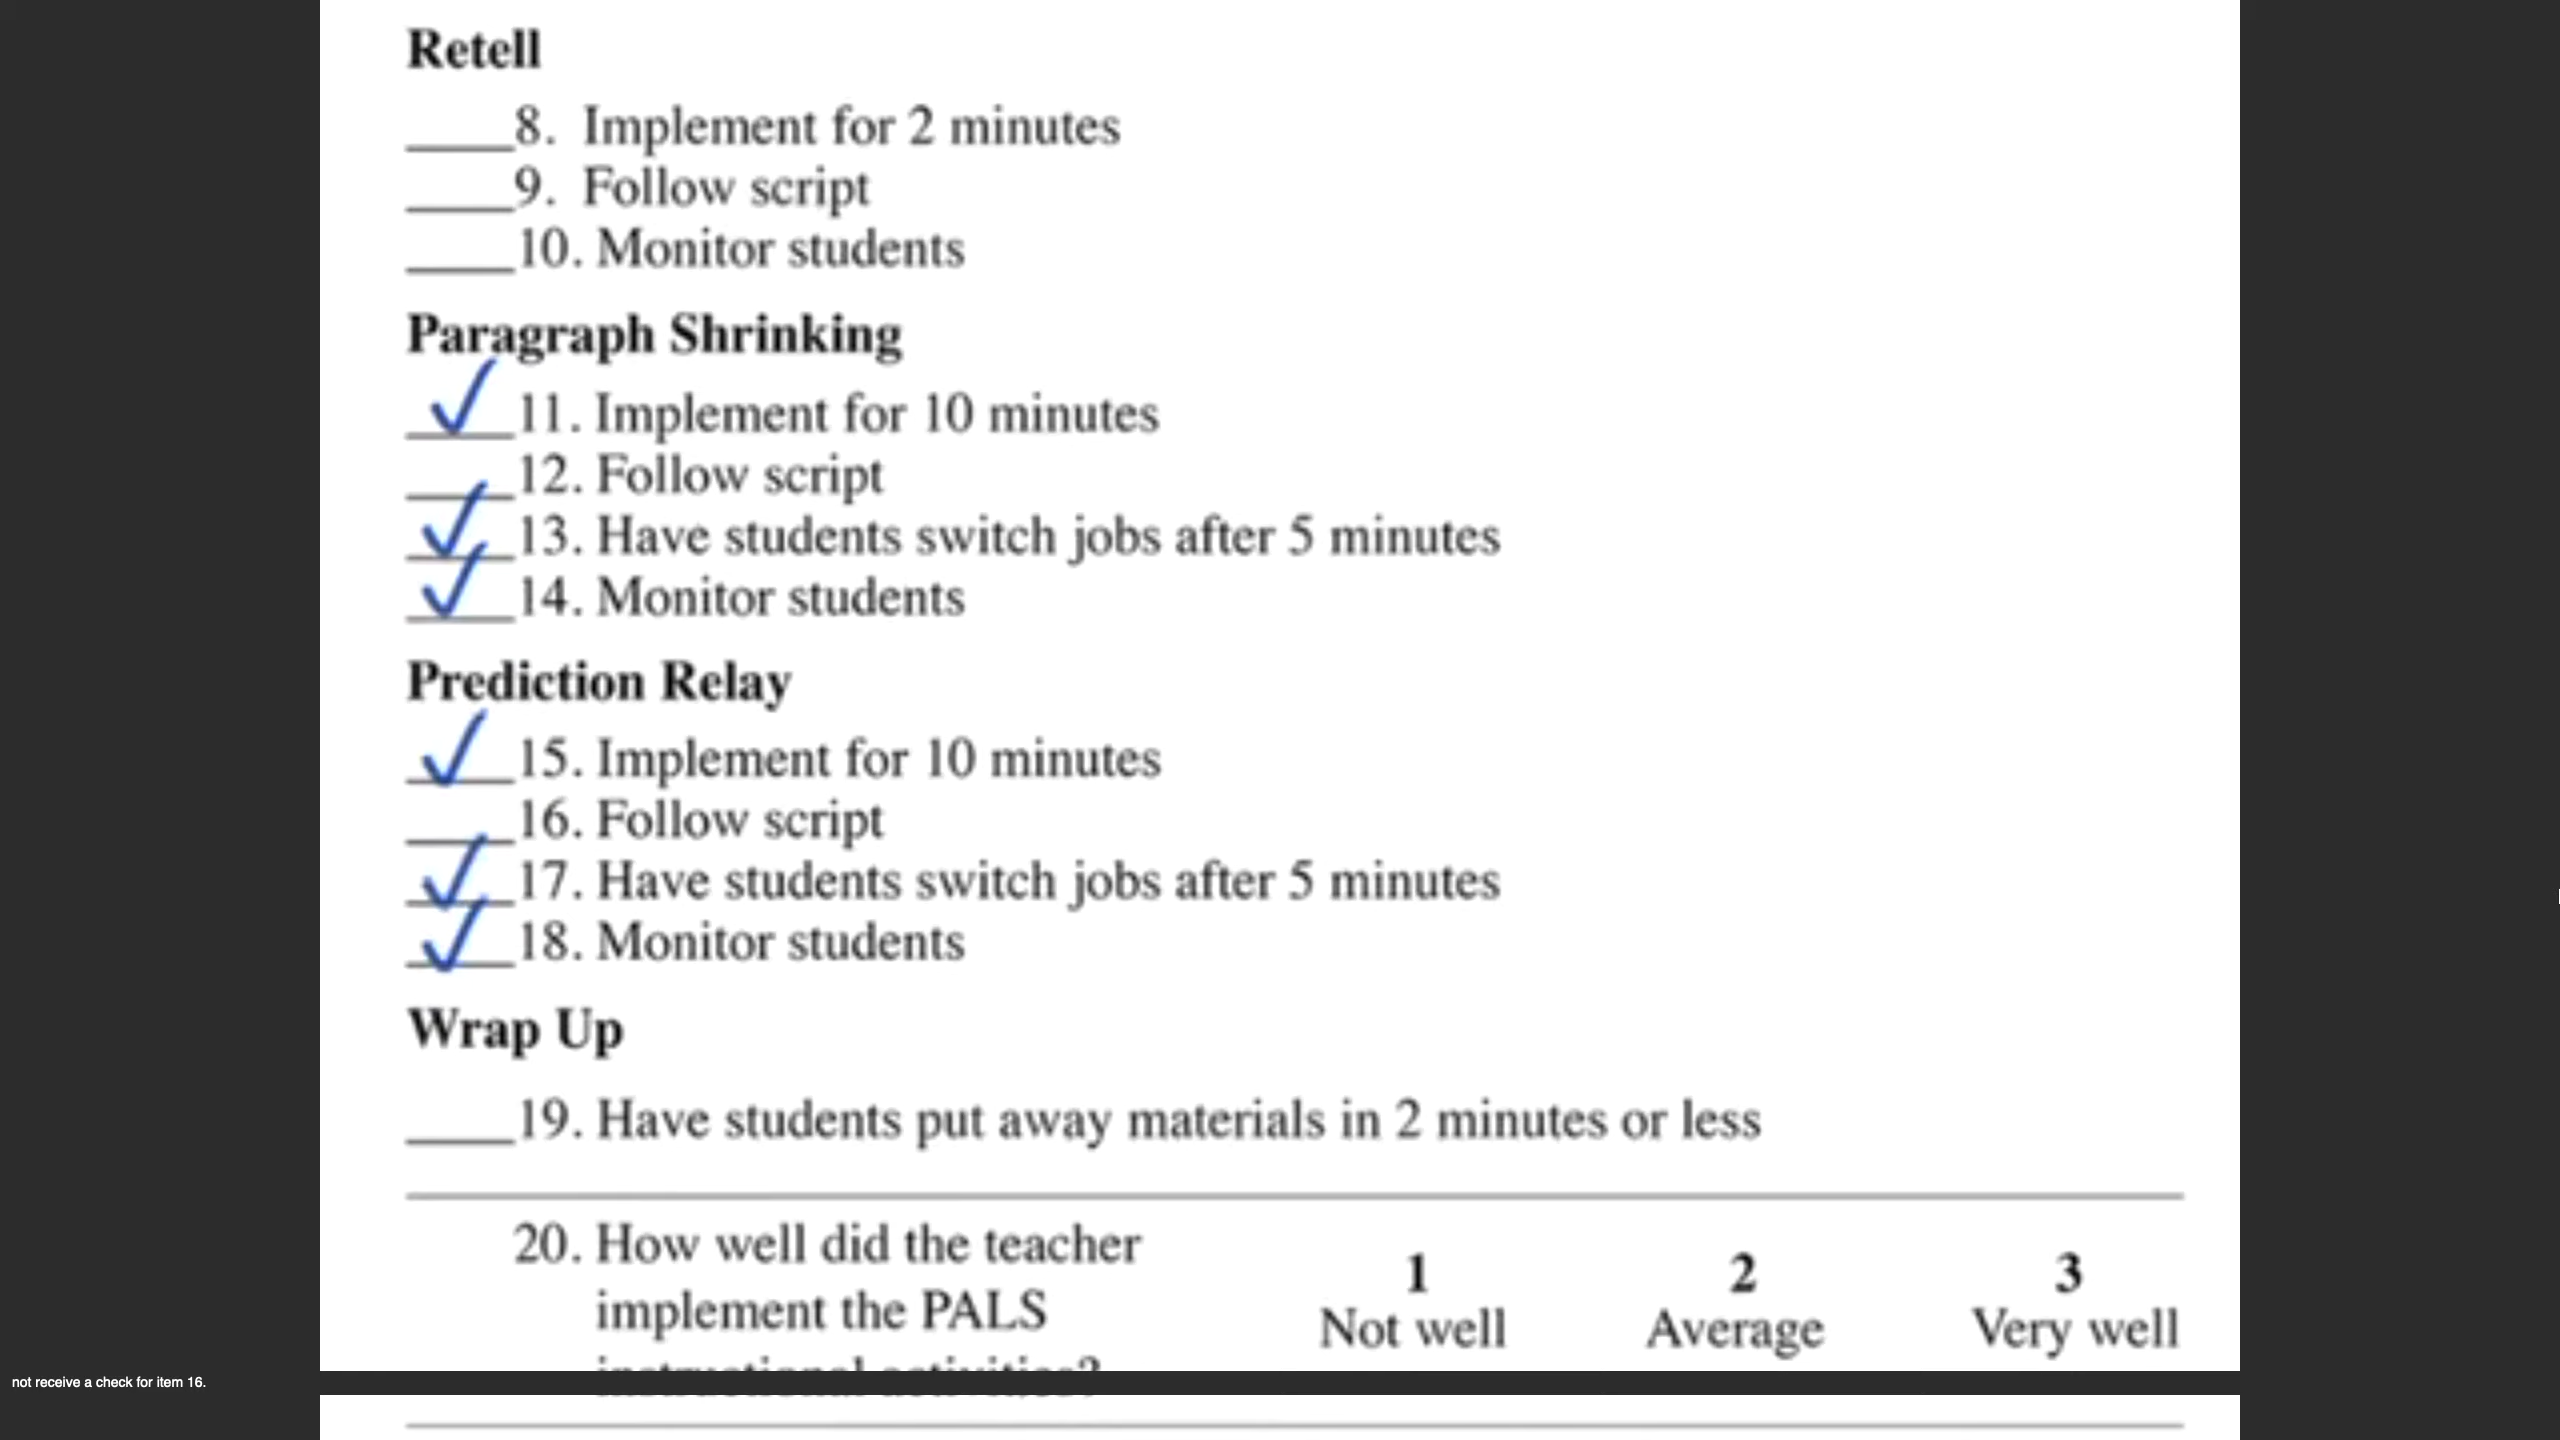 Retell
____8. Implement for 2 minutes
____9. Follow script
____10. Monitor students
Paragraph Shrinking
✓11. Implement for 10 minutes
____12. Follow script
✓13. Have students switch jobs after 5 minutes
✓14. Monitor students
Prediction Relay
✓15. Implement for 10 minutes
____16. Follow script
✓17. Have students switch jobs after 5 minutes
✓18. Monitor students
Wrap Up
____19. Have students put away materials in 2 minutes or less
20. How well did the teacher
implement the PALS
instructional activities?
1 2 3
Not well Average Very well
not receive a check for item 16.